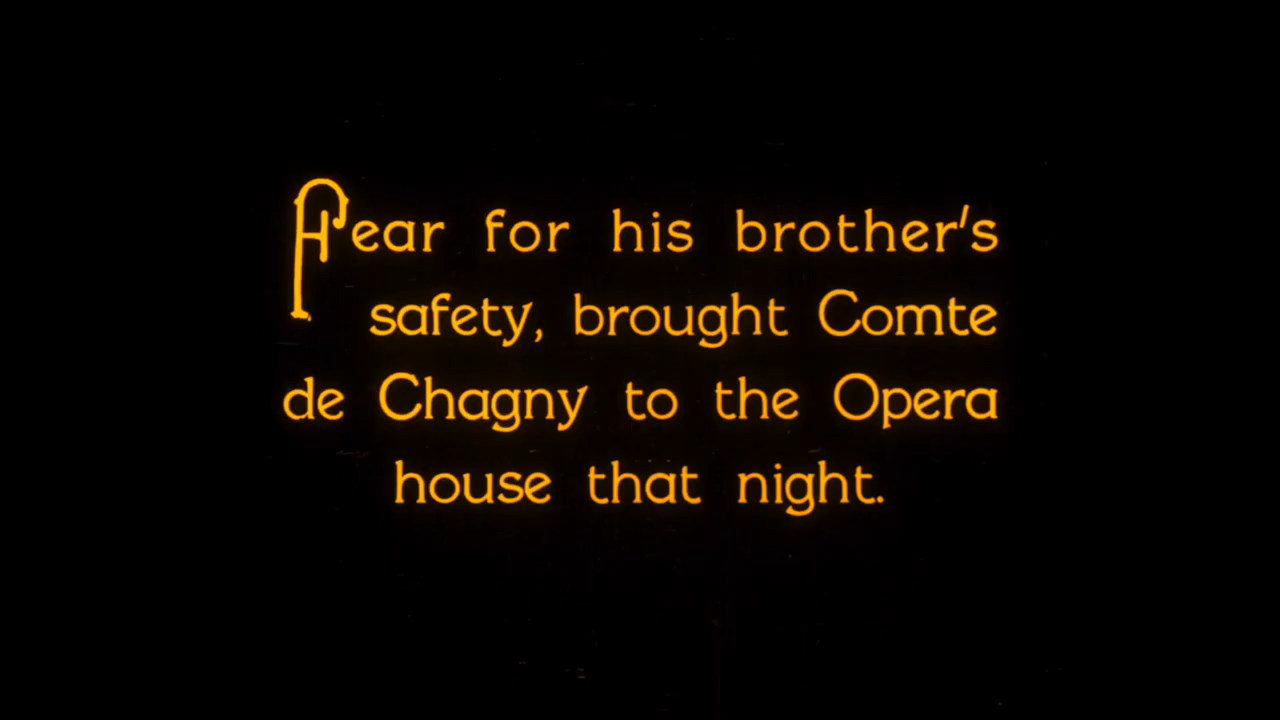 Fear for his brother's
safety, brought Comte
de Chagny to the Opera
house that night.